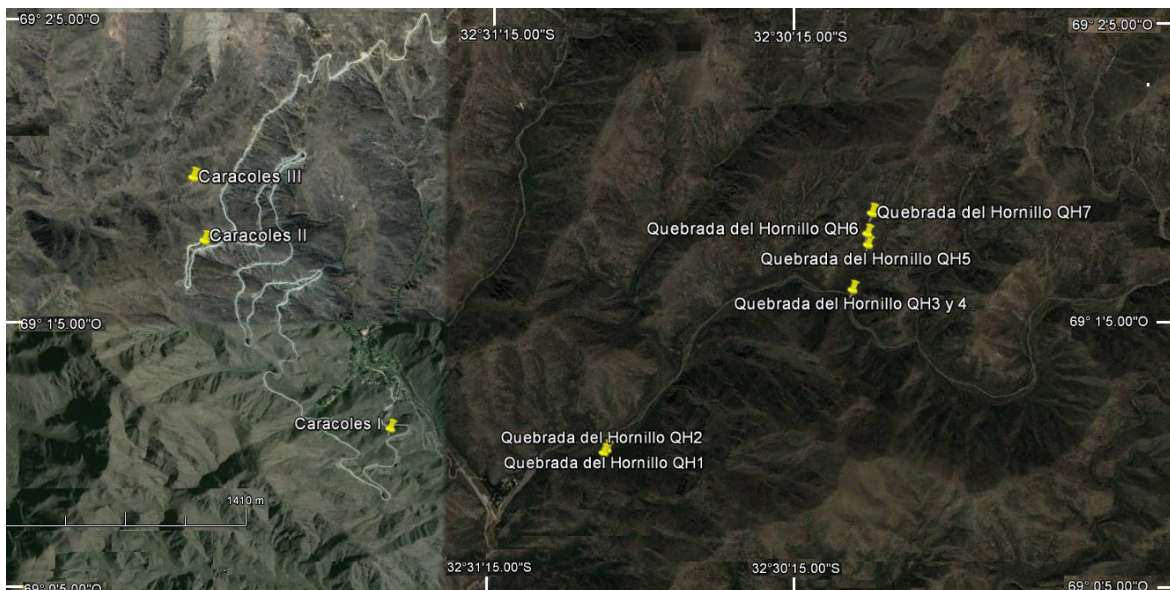 69° 2'5.00"O
32°31'15.00"S
32°30'15.00"S
69° 2'5.00"O
Caracoles III
Quebrada del Hornillo QH7
Quebrada del Hornillo QH6
Caracoles II
Quebrada del Hornillo QH5
Quebrada del Hornillo QH3 y 4
69° 1'5.00"O
69° 1'5.00"O
Caracoles I
Quebrada del Hornillo QH2
Quebrada del Hornillo QH1
1410 m
32°31'15.00"S
32°30'15.00"S
69° 0'5.00"O
69° 0'5.00"O